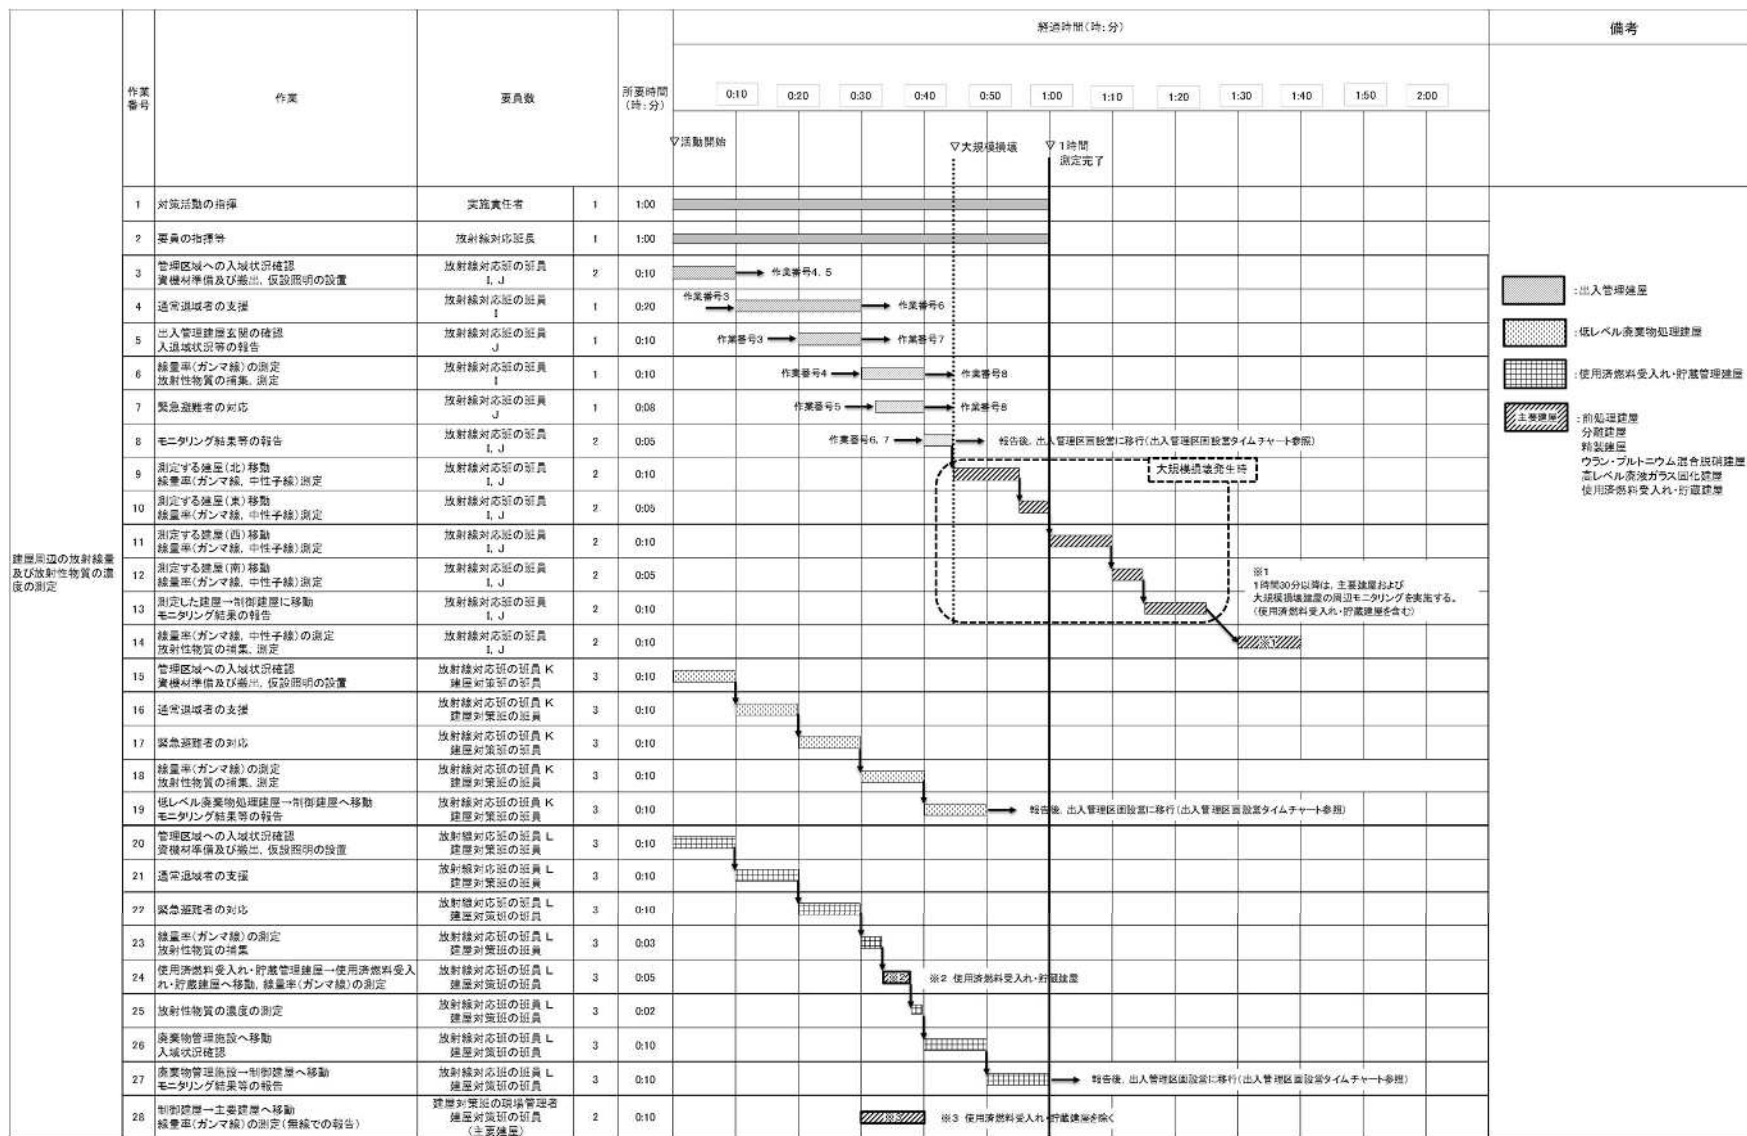 経過時間(時:分)
備考
作業
番号
作業
要員数
所要時間
(時:分)
0:10
0:20
0:30
0:40
0:50
1:00
1:10
1:20
1:30
1:40
1:50
2:00
▽活動開始
▽大規模損壊
▽1時間
測定完了
建屋周辺の放射線量
及び放射性物質の濃
度の測定
1 対策活動の指揮 実施責任者 1 1:00
2 要員の指揮等 放射線対応班長 1 1:00
3 管理区域への入域状況確認
資機材準備及び搬出, 仮設照明の設置
放射線対応班の班員
I, J
2 0:10
作業番号4, 5
4 通常退域者の支援
放射線対応班の班員
I
1 0:20
作業番号3
作業番号6
5 出入管理建屋玄関の確認
入退域状況等の報告
放射線対応班の班員
J
1 0:10
作業番号3
作業番号7
6 線量率(ガンマ線)の測定
放射性物質の捕集, 測定
放射線対応班の班員
I
1 0:10
作業番号4
作業番号8
7 緊急避難者の対応
放射線対応班の班員
J
1 0:08
作業番号5
作業番号8
8 モニタリング結果等の報告
放射線対応班の班員
I, J
2 0:05
作業番号6, 7
報告後, 出入管理区画設営に移行(出入管理区画設営タイムチャート参照)
9 測定する建屋(北)移動
線量率(ガンマ線, 中性子線)測定
放射線対応班の班員
I, J
2 0:10
大規模損壊発生時
10 測定する建屋(東)移動
線量率(ガンマ線, 中性子線)測定
放射線対応班の班員
I, J
2 0:05
11 測定する建屋(西)移動
線量率(ガンマ線, 中性子線)測定
放射線対応班の班員
I, J
2 0:10
12 測定する建屋(南)移動
線量率(ガンマ線, 中性子線)測定
放射線対応班の班員
I, J
2 0:05
13 測定した建屋→制御建屋に移動
モニタリング結果の報告
放射線対応班の班員
I, J
2 0:10
※1
1時間30分以降は, 主要建屋および
大規模損壊建屋の周辺モニタリングを実施する。
(使用済燃料受入れ・貯蔵建屋を含む)
14 線量率(ガンマ線, 中性子線)の測定
放射性物質の捕集, 測定
放射線対応班の班員
I, J
2 0:10
※1
15 管理区域への入域状況確認
資機材準備及び搬出, 仮設照明の設置
放射線対応班の班員 K
建屋対策班の班員
3 0:10
16 通常退域者の支援
放射線対応班の班員 K
建屋対策班の班員
3 0:10
17 緊急避難者の対応
放射線対応班の班員 K
建屋対策班の班員
3 0:10
18 線量率(ガンマ線)の測定
放射性物質の捕集, 測定
放射線対応班の班員 K
建屋対策班の班員
3 0:10
19 低レベル廃棄物処理建屋→制御建屋へ移動
モニタリング結果等の報告
放射線対応班の班員 K
建屋対策班の班員
3 0:10
報告後, 出入管理区画設営に移行(出入管理区画設営タイムチャート参照)
20 管理区域への入域状況確認
資機材準備及び搬出, 仮設照明の設置
放射線対応班の班員 L
建屋対策班の班員
3 0:10
21 通常退域者の支援
放射線対応班の班員 L
建屋対策班の班員
3 0:10
22 緊急避難者の対応
放射線対応班の班員 L
建屋対策班の班員
3 0:10
23 線量率(ガンマ線)の測定
放射性物質の捕集
放射線対応班の班員 L
建屋対策班の班員
3 0:03
24 使用済燃料受入れ・貯蔵管理建屋→使用済燃料受入
れ・貯蔵建屋へ移動, 線量率(ガンマ線)の測定
放射線対応班の班員 L
建屋対策班の班員
3 0:05
※2
※2 使用済燃料受入れ・貯蔵建屋
25 放射性物質の濃度の測定
放射線対応班の班員 L
建屋対策班の班員
3 0:02
26 廃棄物管理施設へ移動
入域状況確認
放射線対応班の班員 L
建屋対策班の班員
3 0:10
27 廃棄物管理施設→制御建屋へ移動
モニタリング結果等の報告
放射線対応班の班員 L
建屋対策班の班員
3 0:10
報告後, 出入管理区画設営に移行(出入管理区画設営タイムチャート参照)
28 制御建屋→主要建屋へ移動
線量率(ガンマ線)の測定(無線での報告)
建屋対策班の現場管理者
建屋対策班の班員
(主要建屋)
2 0:10
※3
※3 使用済燃料受入れ・貯蔵建屋を除く
:出入管理建屋
:低レベル廃棄物処理建屋
:使用済燃料受入れ・貯蔵管理建屋
主要建屋
:前処理建屋
分離建屋
精製建屋
ウラン・プルトニウム混合脱硝建屋
高レベル廃液ガラス固化建屋
使用済燃料受入れ・貯蔵建屋